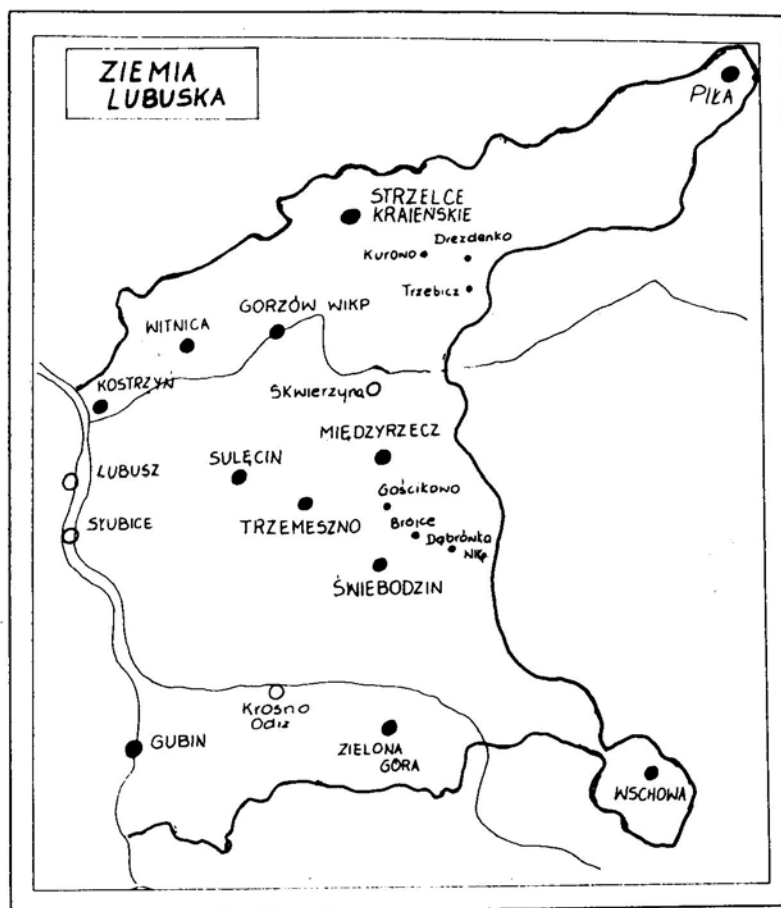 ZIEMIA
LUBUSKA
PIŁA
STRZELCE
KRAIEŃSKIE
Drezdenko
Kurowo
Trzebicz
GORZÓW WLKP
WITNICA
KOSTRZYN
Skwierzyna
MIĘDZYRZECZ
LUBUSZ
SULĘCIN
Gościkowo
SŁUBICE
TRZEMESZNO
Brójce
Dąbrówka
Wlkp
ŚWIEBODZIN
Krosno
Odrz
GUBIN
ZIELONA
GÓRA
WSCHOWA